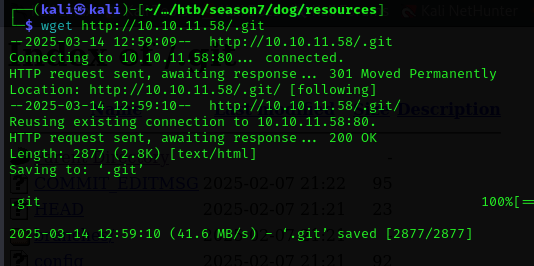 Kali NetHunter
┌──(kali㉿kali)-[~/…/htb/season7/dog/resources]
└─$ wget http://10.10.11.58/.git
--2025-03-14 12:59:09--  http://10.10.11.58/.git
Connecting to 10.10.11.58:80... connected.
HTTP request sent, awaiting response... 301 Moved Permanently
Location: http://10.10.11.58/.git/ [following]
--2025-03-14 12:59:10--  http://10.10.11.58/.git/
Description
Reusing existing connection to 10.10.11.58:80.
HTTP request sent, awaiting response... 200 OK
Length: 2877 (2.8K) [text/html]
Saving to: ‘.git’
COMMIT_EDITMSG 2025-02-07 21:22 95
.git 100%[==
HEAD 2025-02-07 21:21 23
2025-03-14 12:59:10 (41.6 MB/s) - ‘.git’ saved [2877/2877]
config 2025-02-07 21:21 92